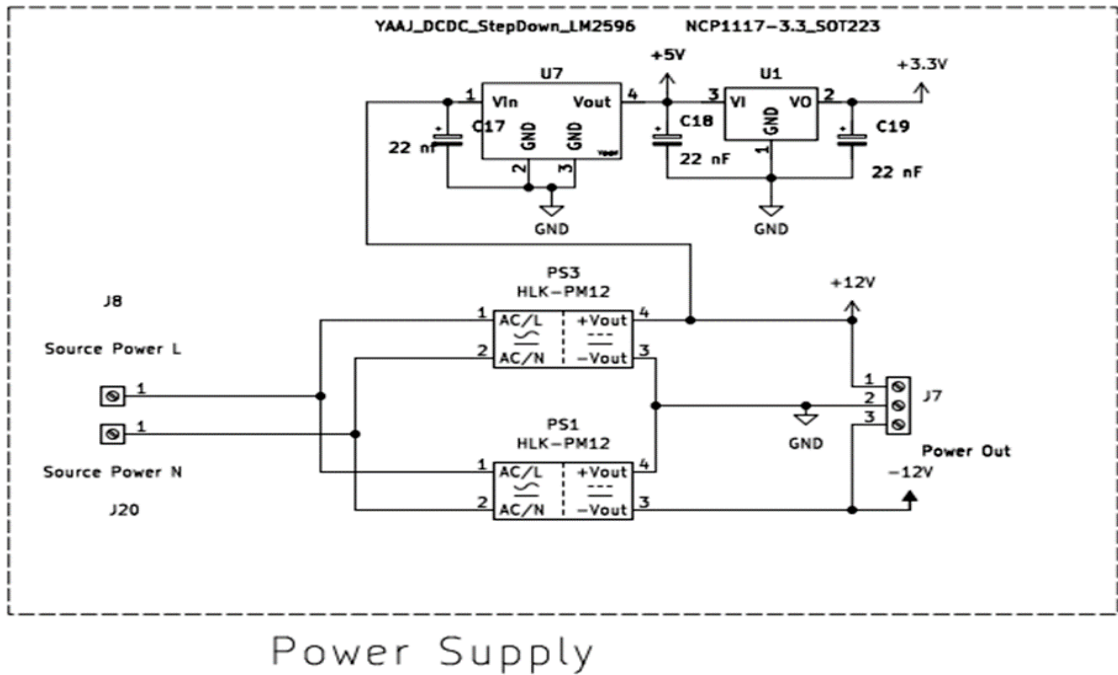 YAAJ_DCDC_StepDown_LM2596 NCP1117-3.3_SOT223
+5V +3.3V
U7 U1
1 VIn Vout 4 3 VI VO 2
C17 GND GND C18 GND C19
22 nF 2 3 22 nF 1 22 nF
GND GND
PS3
HLK-PM12
J8 +12V
1 AC/L +Vout 4
Source Power L 2 AC/N -Vout 3
1 1 J7
2
1 PS1 GND 3
HLK-PM12 Power Out
Source Power N 1 AC/L +Vout 4 -12V
J20 2 AC/N -Vout 3
Power Supply